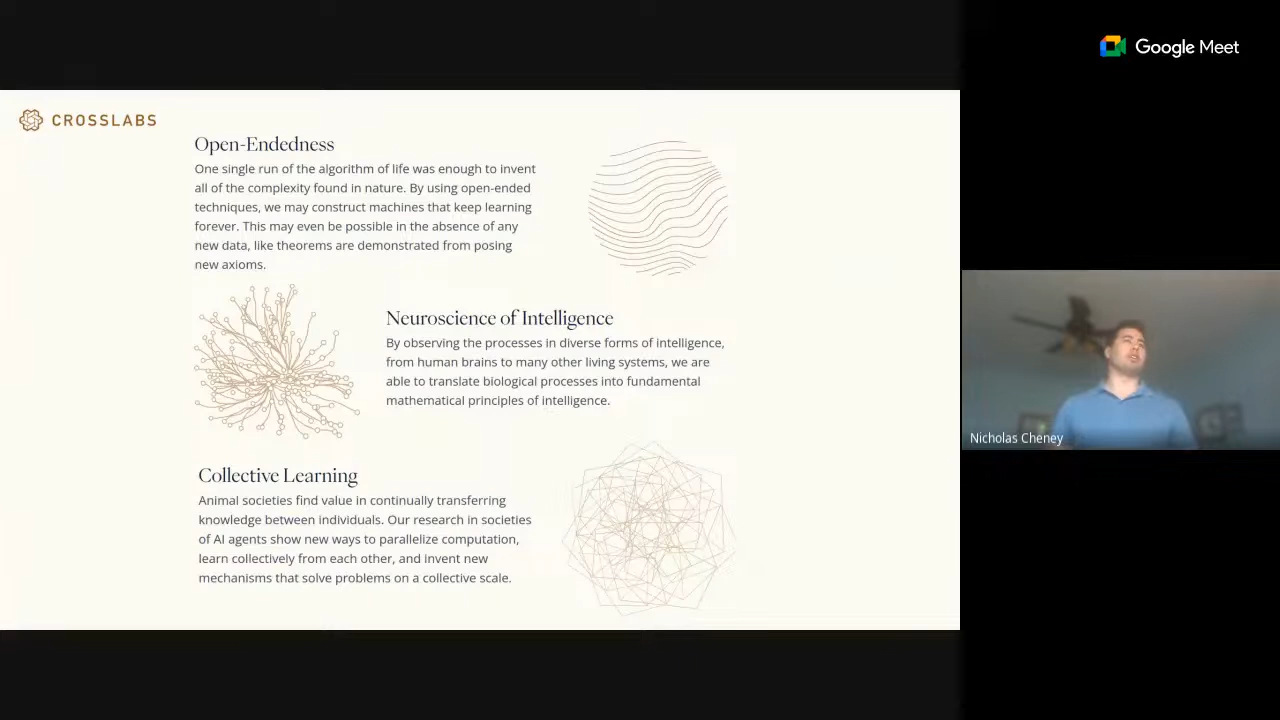 Google Meet
CROSSLABS
Open-Endedness
One single run of the algorithm of life was enough to invent
all of the complexity found in nature. By using open-ended
techniques, we may construct machines that keep learning
forever. This may even be possible in the absence of any
new data, like theorems are demonstrated from posing
new axioms.
Neuroscience of Intelligence
By observing the processes in diverse forms of intelligence,
from human brains to many other living systems, we are
able to translate biological processes into fundamental
mathematical principles of intelligence.
Nicholas Cheney
Collective Learning
Animal societies find value in continually transferring
knowledge between individuals. Our research in societies
of AI agents show new ways to parallelize computation,
learn collectively from each other, and invent new
mechanisms that solve problems on a collective scale.